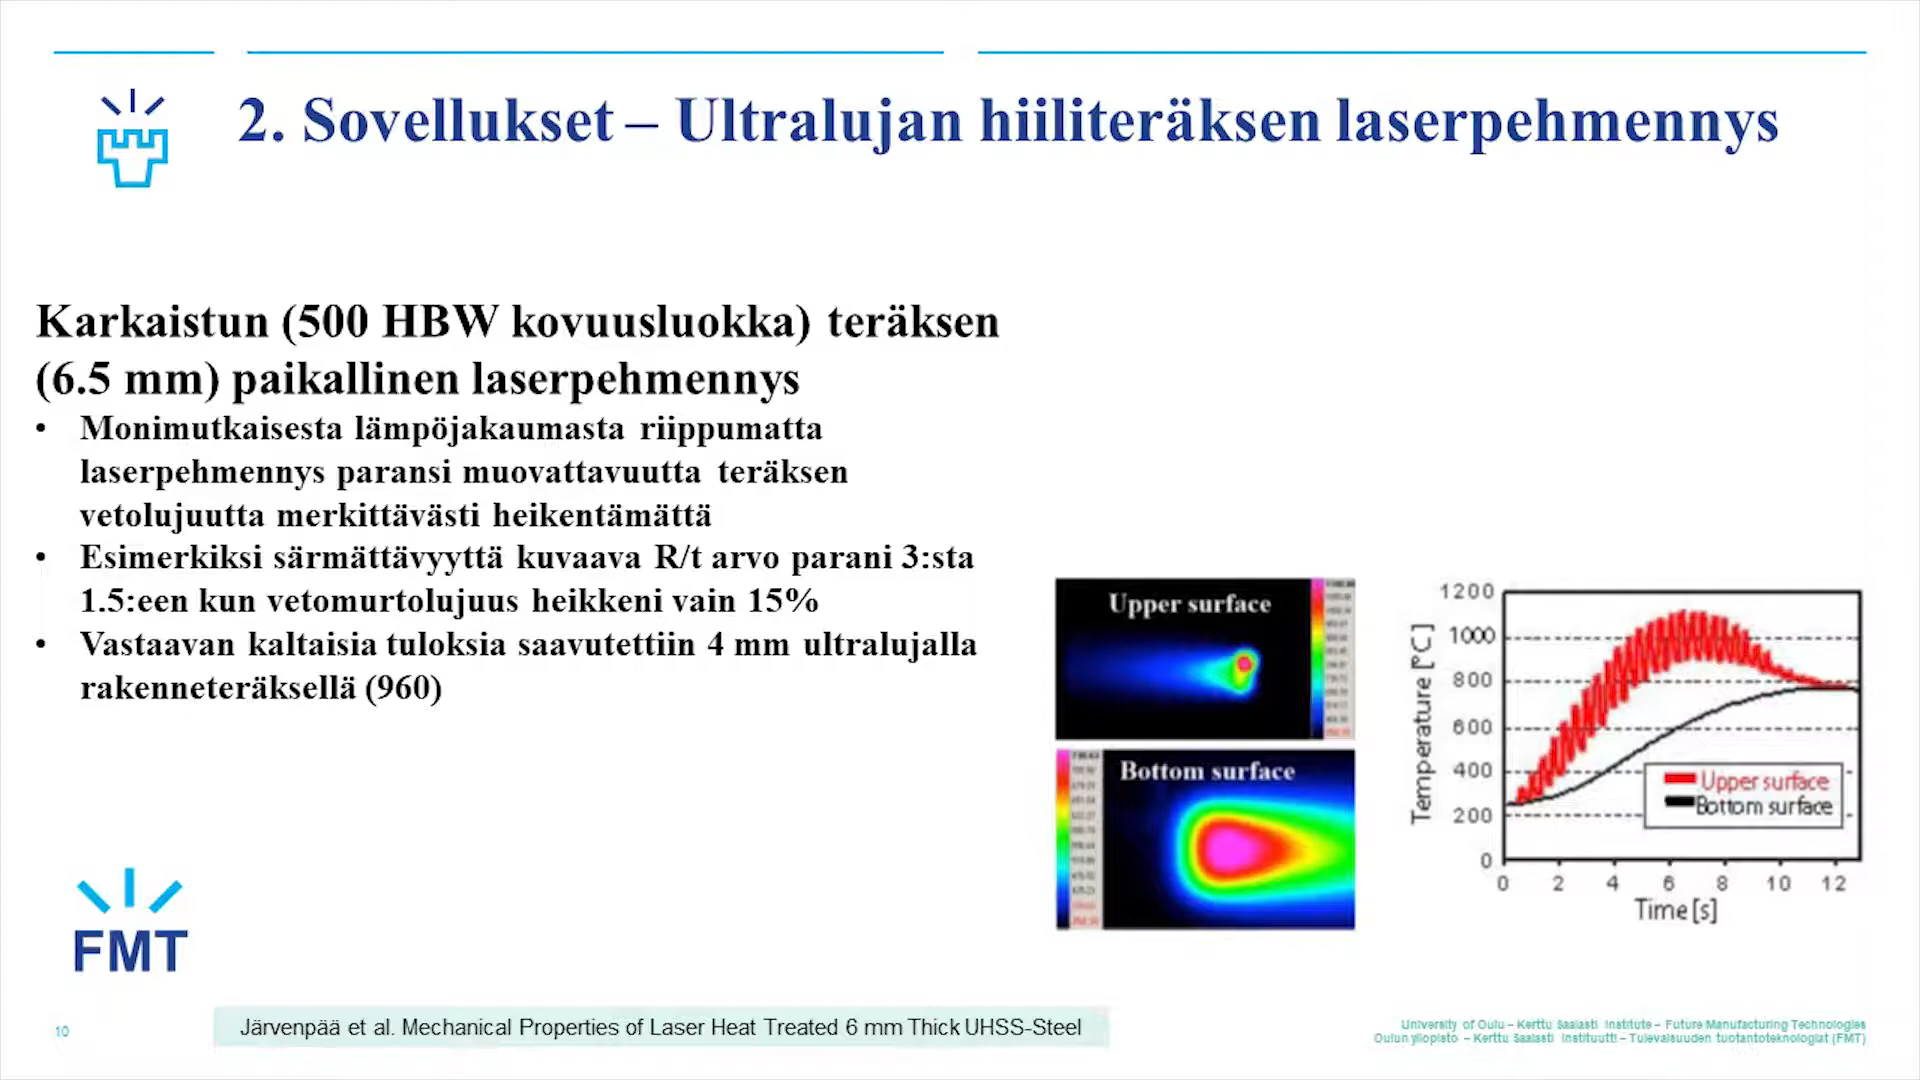 2. Sovellukset – Ultralujan hiiliteräksen laserpehmennys
Karkaistun (500 HBW kovuusluokka) teräksen
(6.5 mm) paikallinen laserpehmennys
• Monimutkaisesta lämpöjakaumasta riippumatta
laserpehmennys paransi muovattavuutta teräksen
vetolujuutta merkittävästi heikentämättä
• Esimerkiksi särmättävyyttä kuvaava R/t arvo parani 3:sta
1.5:een kun vetomurtolujuus heikkeni vain 15%
• Vastaavan kaltaisia tuloksia saavutettiin 4 mm ultralujalla
rakenneteräksellä (960)
Upper surface
Bottom surface
Temperature [°C]
1200
1000
800
600
400
200
0
Upper surface
Bottom surface
0 2 4 6 8 10 12
Time [s]
FMT
10
Järvenpää et al. Mechanical Properties of Laser Heat Treated 6 mm Thick UHSS-Steel
University of Oulu – Kerttu Saalasti Institute – Future Manufacturing Technologies
Oulun yliopisto – Kerttu Saalasti Instituutti – Tulevaisuuden tuotantoteknologiat (FMT)